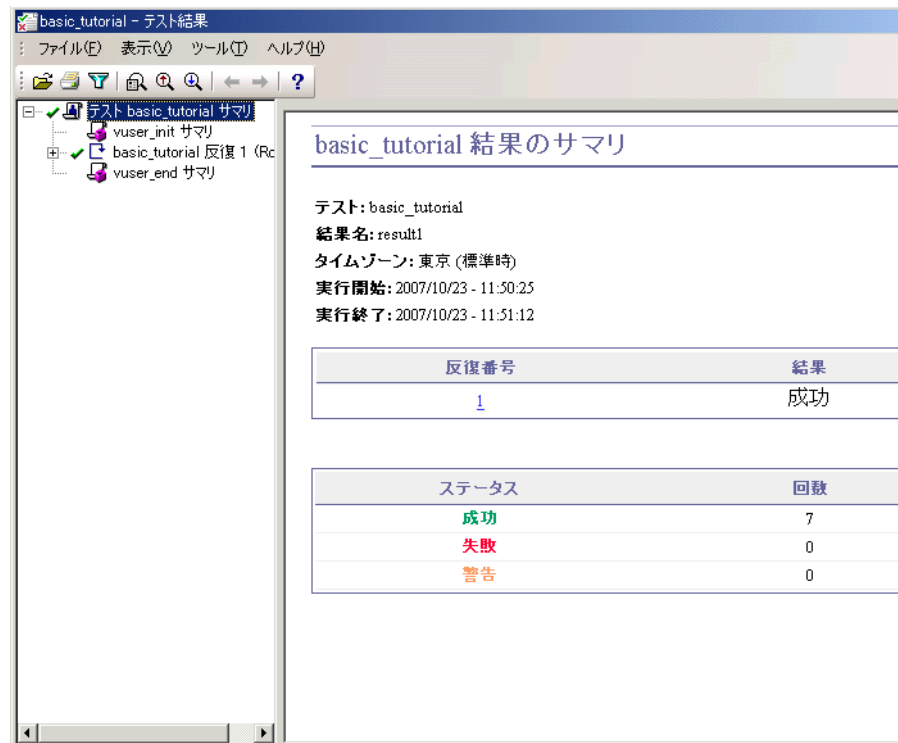 basic_tutorial - テスト結果
ファイル(F) 表示(V) ツール(T) ヘルプ(H)
テスト basic_tutorial サマリ
vuser_init サマリ
basic_tutorial 反復 1 (Rc
vuser_end サマリ
basic_tutorial 結果のサマリ
テスト: basic_tutorial
結果名: result1
タイムゾーン: 東京 (標準時)
実行開始: 2007/10/23 - 11:50:25
実行終了: 2007/10/23 - 11:51:12
反復番号 結果
1 成功
ステータス 回数
成功 7
失敗 0
警告 0